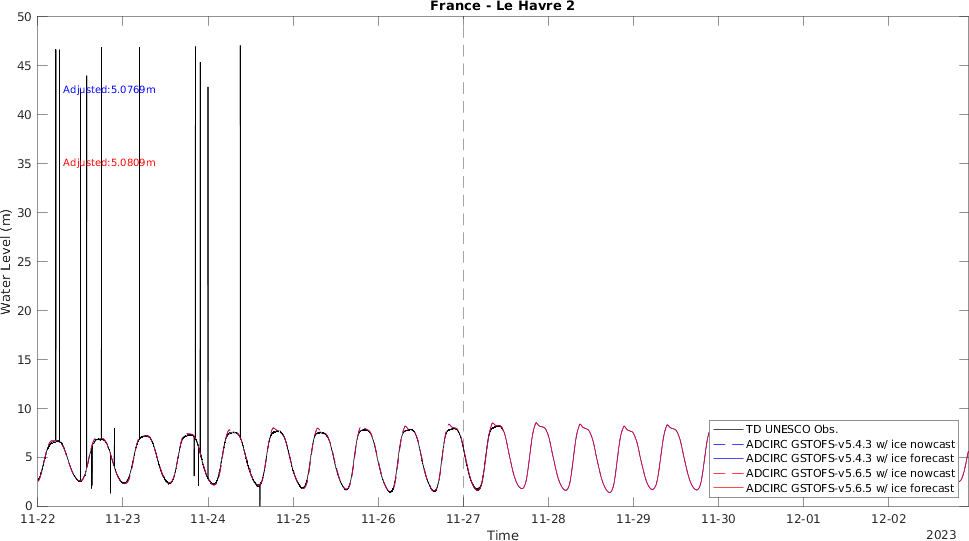 France - Le Havre 2
50
45
40
35
30
25
20
15
10
5
0
Water Level (m)
Adjusted:5.0769m
Adjusted:5.0809m
TD UNESCO Obs.
ADCIRC GSTOFS-v5.4.3 w/ ice nowcast
ADCIRC GSTOFS-v5.4.3 w/ ice forecast
ADCIRC GSTOFS-v5.6.5 w/ ice nowcast
ADCIRC GSTOFS-v5.6.5 w/ ice forecast
11-22 11-23 11-24 11-25 11-26 11-27 11-28 11-29 11-30 12-01 12-02
Time
2023